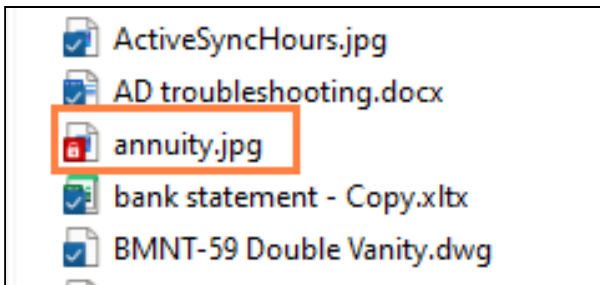 ActiveSyncHours.jpg
AD troubleshooting.docx
annuity.jpg
bank statement - Copy.xltx
BMNT-59 Double Vanity.dwg